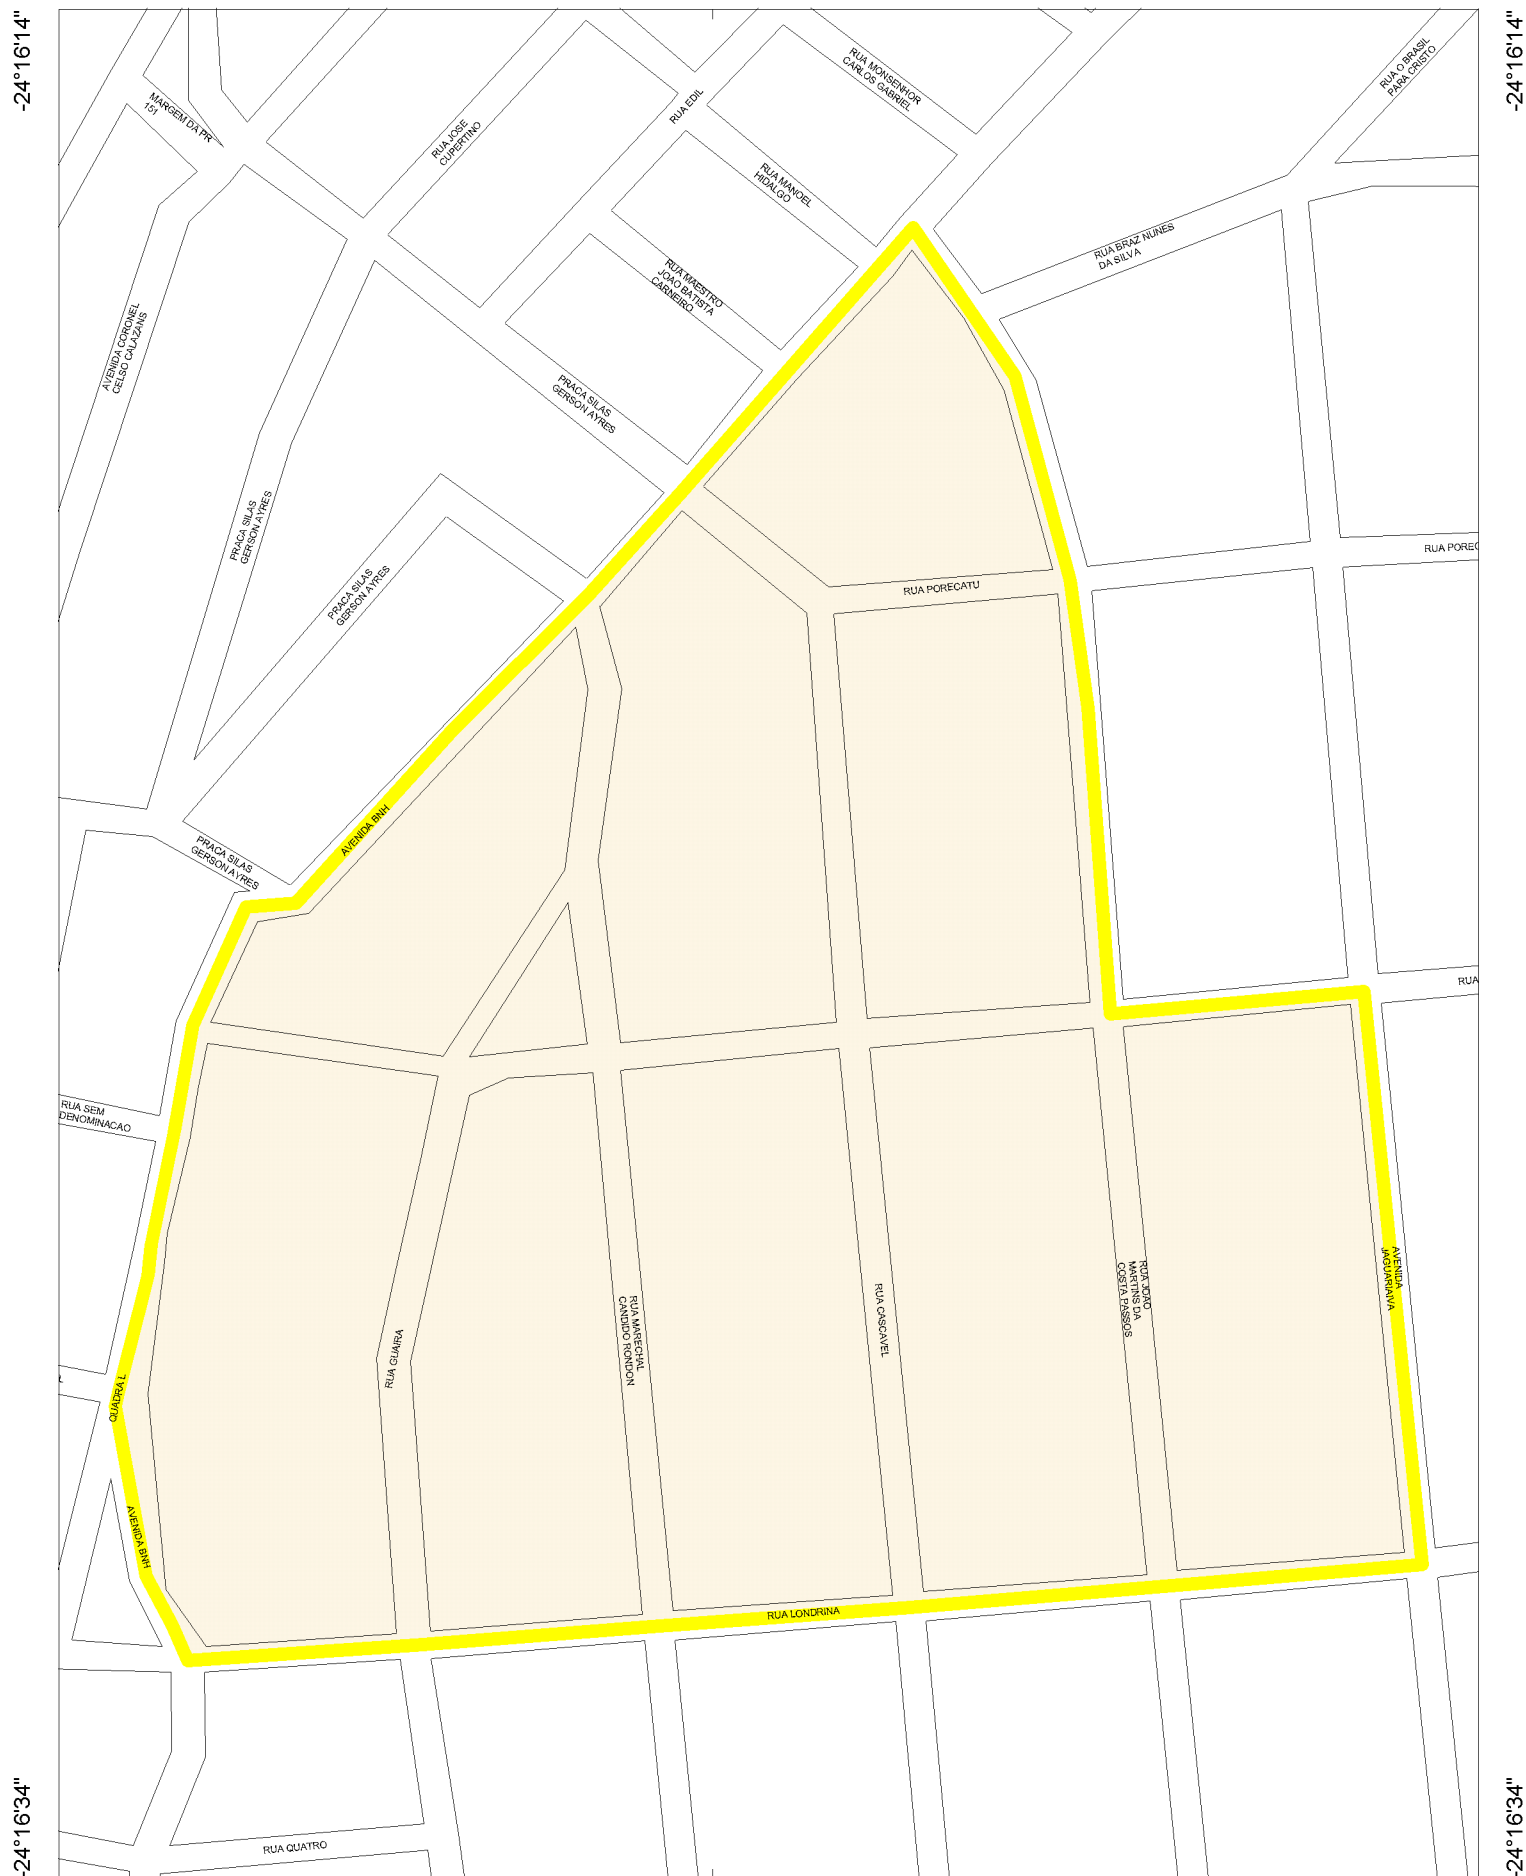 -24°16'14"
-24°16'14"
RUA O BRASIL
PARA CRISTO
RUA MONSENHOR
CARLOS GABRIEL
MARGEM DA PR
151
RUA EDIL
RUA JOSE
CUPERTINO
RUA MANOEL
HIDALGO
RUA BRAZ NUNES
DA SILVA
RUA MAESTRO
JOAO BATISTA
CARNEIRO
AVENIDA CORONEL
CELSO CALAZANS
PRACA SILAS
GERSON AYRES
PRACA SILAS
GERSON AYRES
RUA POREC
PRACA SILAS
GERSON AYRES
RUA PORECATU
AVENIDA BNH
PRACA SILAS
GERSON AYRES
RUA
RUA SEM
DENOMINACAO
AVENIDA
JAGUARIAIVA
RUA JOAO
MARTINS DA
COSTA PASSOS
RUA CASCAVEL
RUA MARECHAL
CANDIDO RONDON
RUA GUAIRA
QUADRA L
AVENIDA BNH
RUA LONDRINA
RUA QUATRO
-24°16'34"
-24°16'34"